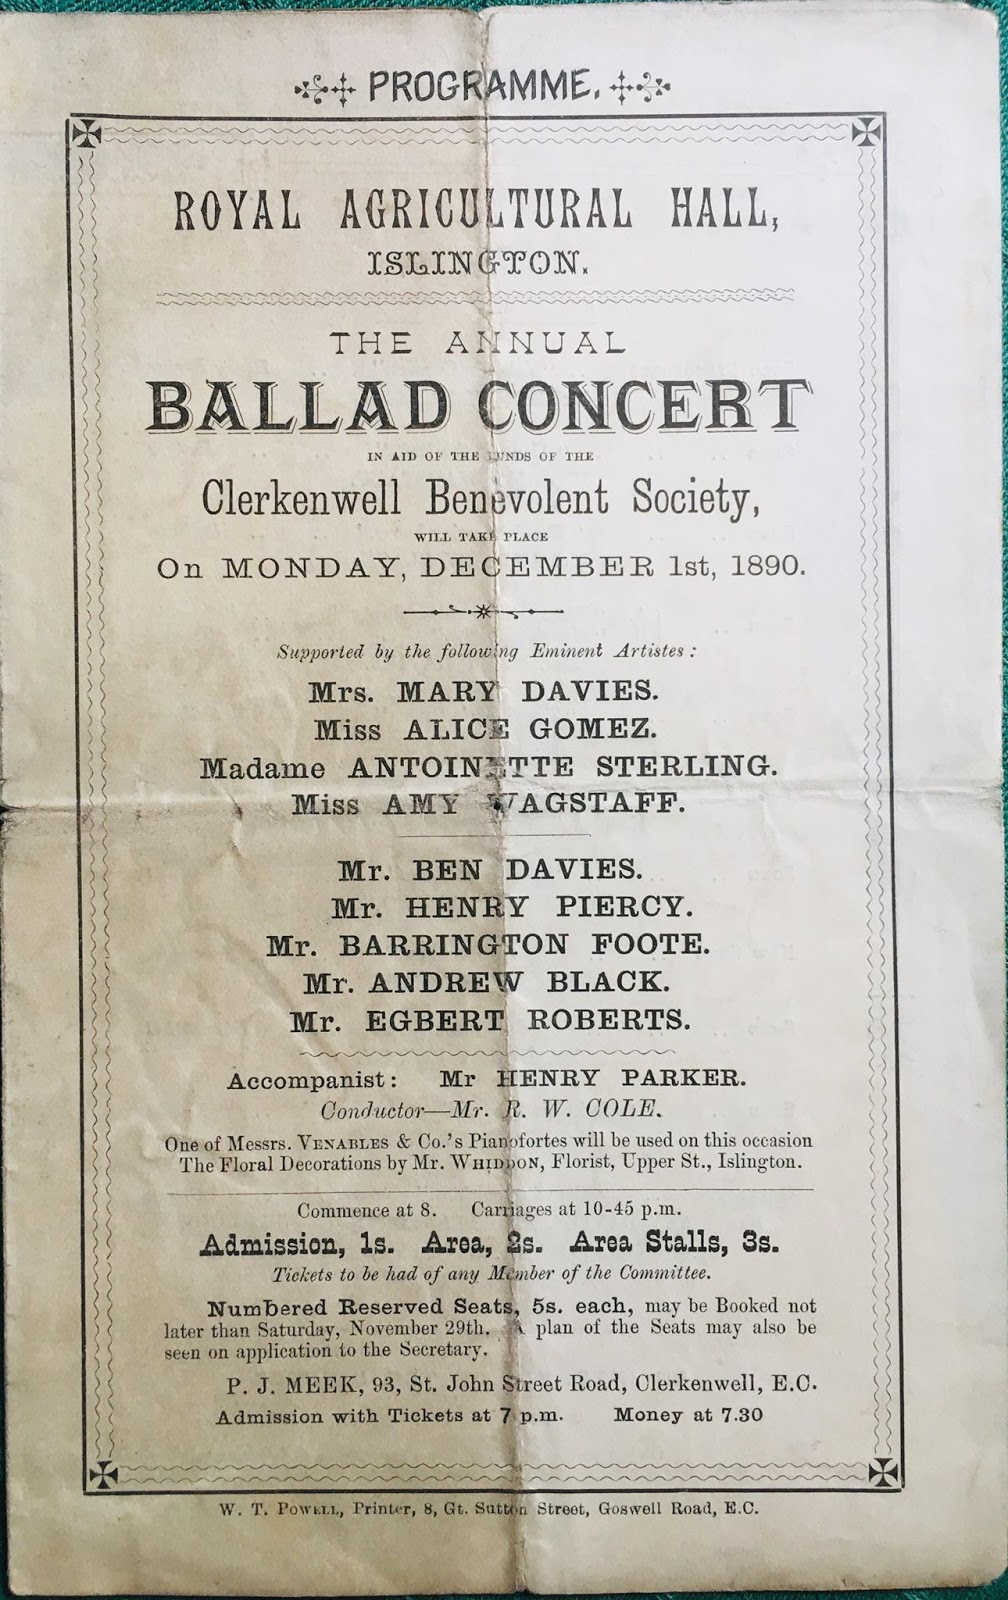 PROGRAMME.
ROYAL AGRICULTURAL HALL,
ISLINGTON.
THE ANNUAL
BALLAD CONCERT
IN AID OF THE FUNDS OF THE
Clerkenwell Benevolent Society,
WILL TAKE PLACE
On MONDAY, DECEMBER 1st, 1890.
Supported by the following Eminent Artistes:
Mrs. MARY DAVIES.
Miss ALICE GOMEZ.
Madame ANTOINETTE STERLING.
Miss AMY WAGSTAFF.
Mr. BEN DAVIES.
Mr. HENRY PIERCY.
Mr. BARRINGTON FOOTE.
Mr. ANDREW BLACK.
Mr. EGBERT ROBERTS.
Accompanist: Mr HENRY PARKER.
Conductor—Mr. R. W. COLE.
One of Messrs. VENABLES & Co.'s Pianofortes will be used on this occasion
The Floral Decorations by Mr. WHIDDON, Florist, Upper St., Islington.
Commence at 8. Carriages at 10-45 p.m.
Admission, 1s. Area, 2s. Area Stalls, 3s.
Tickets to be had of any Member of the Committee.
Numbered Reserved Seats, 5s. each, may be Booked not
later than Saturday, November 29th. A plan of the Seats may also be
seen on application to the Secretary.
P. J. MEEK, 93, St. John Street Road, Clerkenwell, E.C.
Admission with Tickets at 7 p.m. Money at 7.30
W. T. POWELL, Printer, 8, Gt. Sutton Street, Goswell Road, E.C.